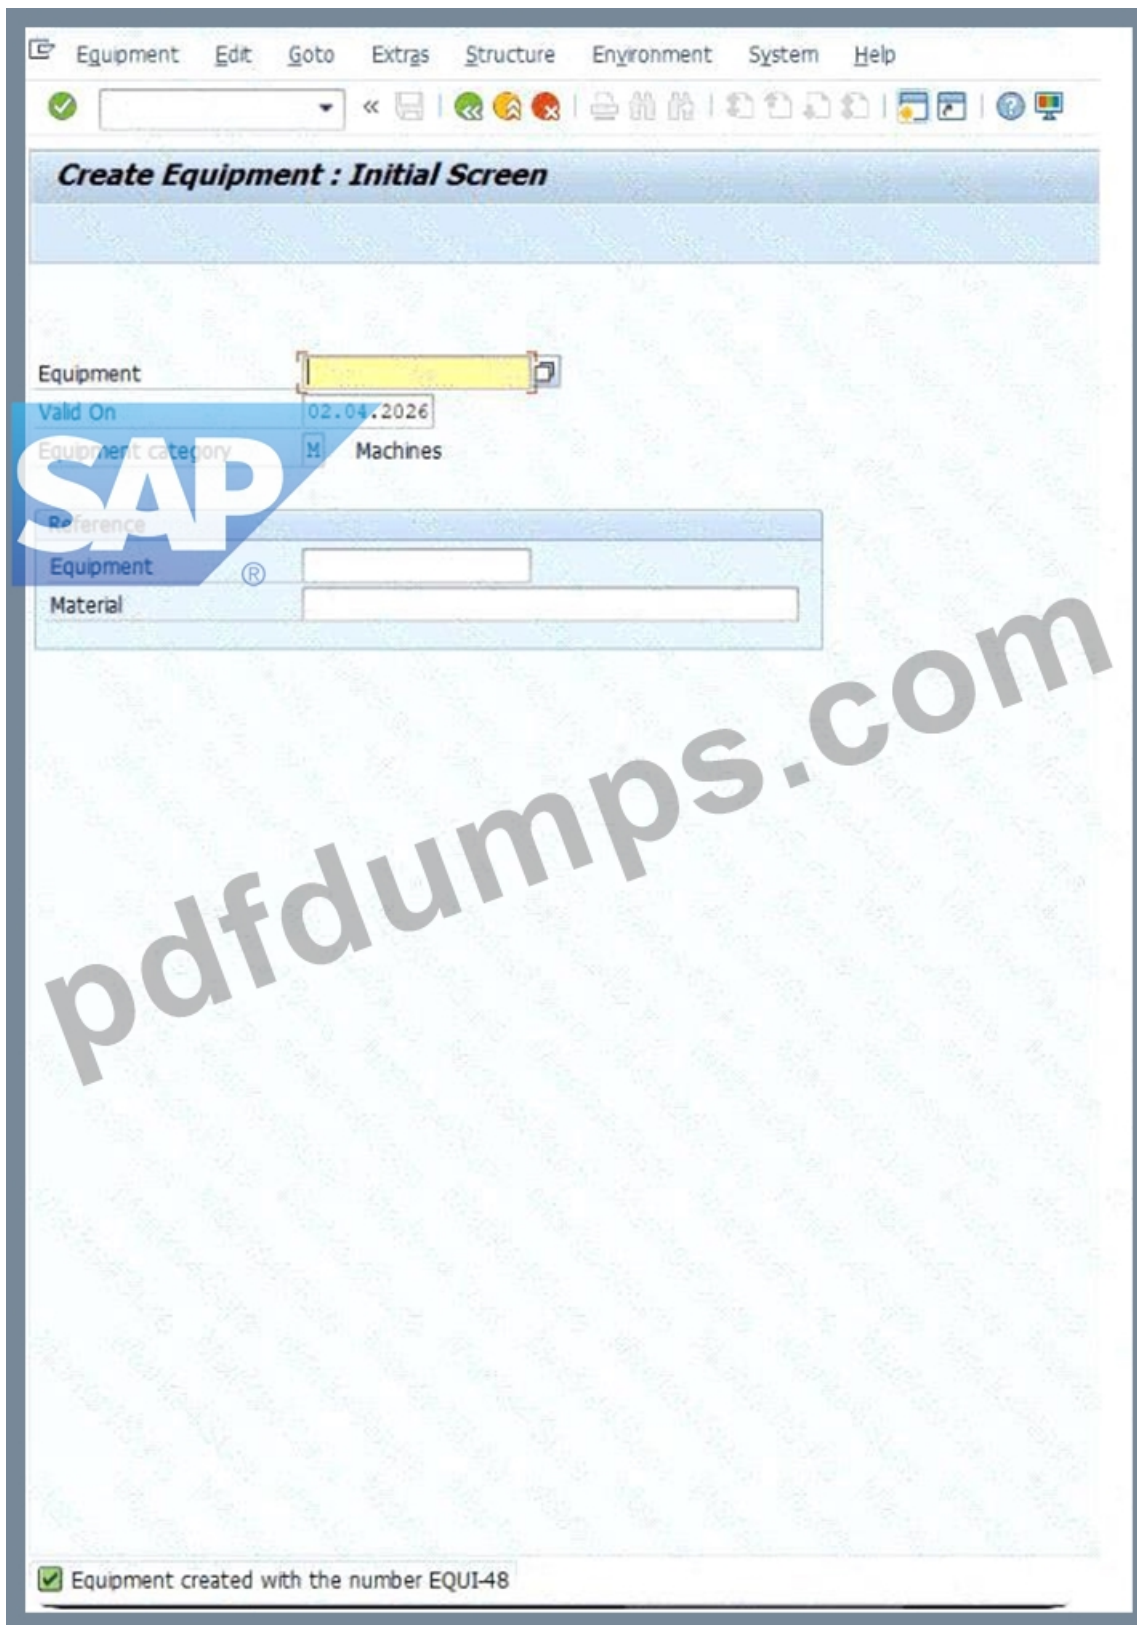 Equipment Edit Goto Extras Structure Environment System Help
Create Equipment : Initial Screen
Equipment
Valid On 02.04.2026
Equipment category M Machines
SAP ®
Reference
Equipment
Material
pdfdumps.com
Equipment created with the number EQUI-48